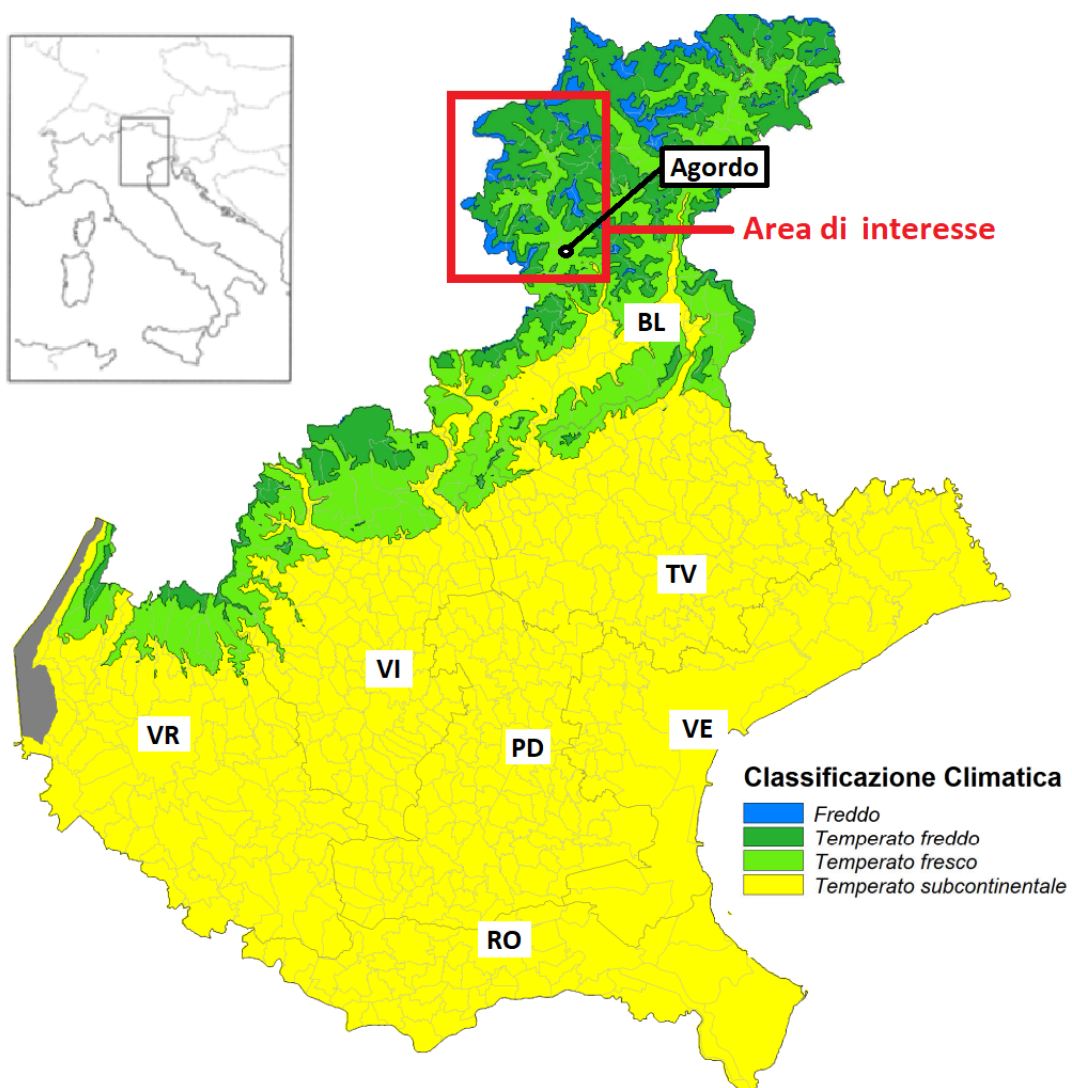 Agordo
Area di interesse
BL
TV
VI
VR
PD
VE
RO
Classificazione Climatica
Freddo
Temperato freddo
Temperato fresco
Temperato subcontinentale